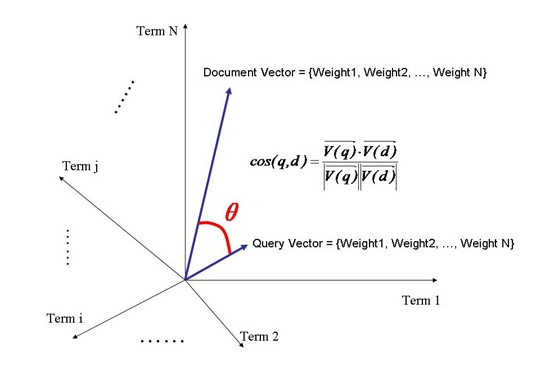 Term N
Document Vector = {Weight1, Weight2, ..., Weight N}
cos(q,d) = V(q)·V(d) / |V(q)||V(d)|
Term j
θ
Query Vector = {Weight1, Weight2, ..., Weight N}
Term 1
Term i
Term 2